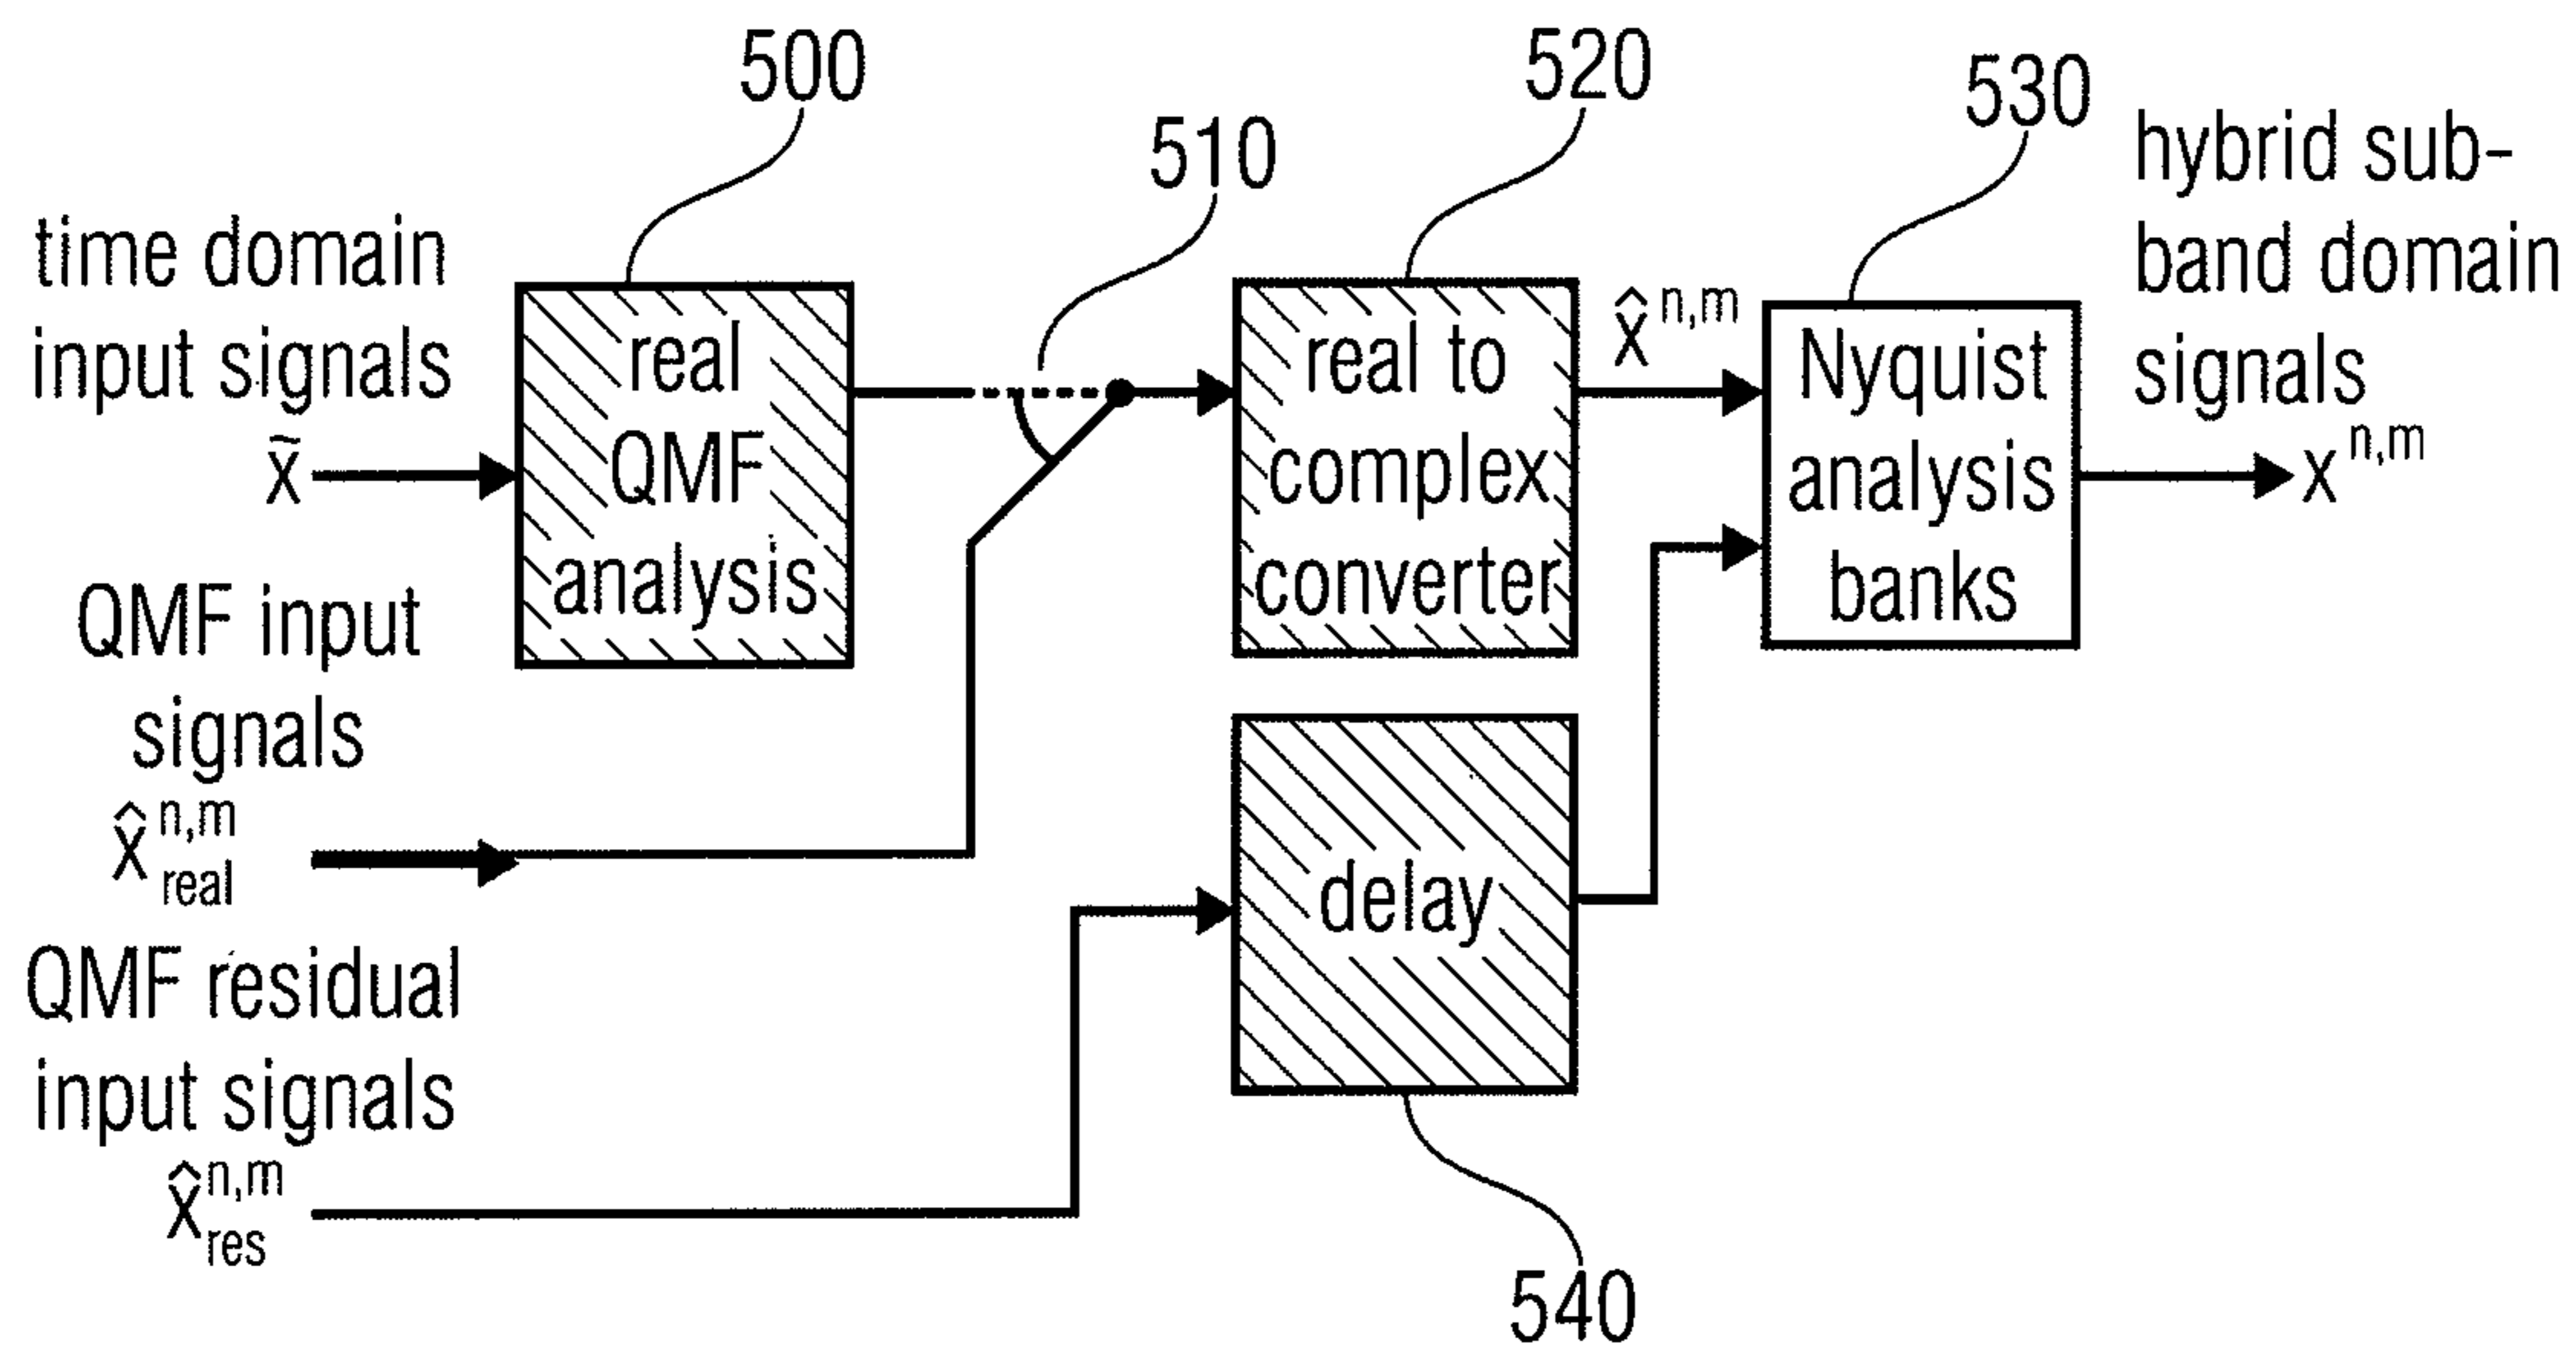 500
510
520
530
time domain
input signals
x̃
real
QMF
analysis
real to
complex
converter
x̂ n,m
Nyquist
analysis
banks
hybrid sub-
band domain
signals
x n,m
QMF input
signals
x̂ n,m real
QMF residual
input signals
x̂ n,m res
delay
540